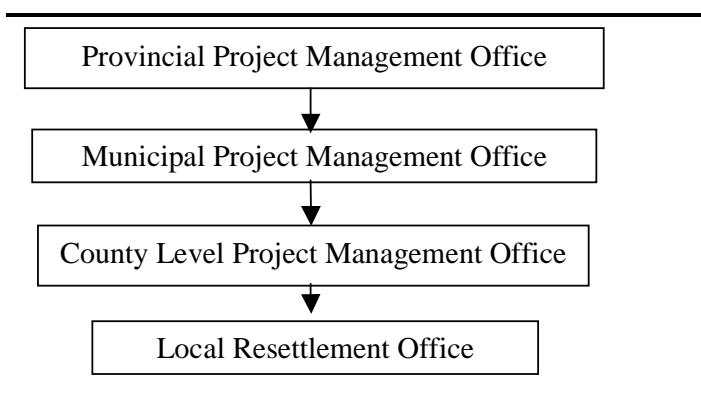 Provincial Project Management Office
Municipal Project Management Office
County Level Project Management Office
Local Resettlement Office